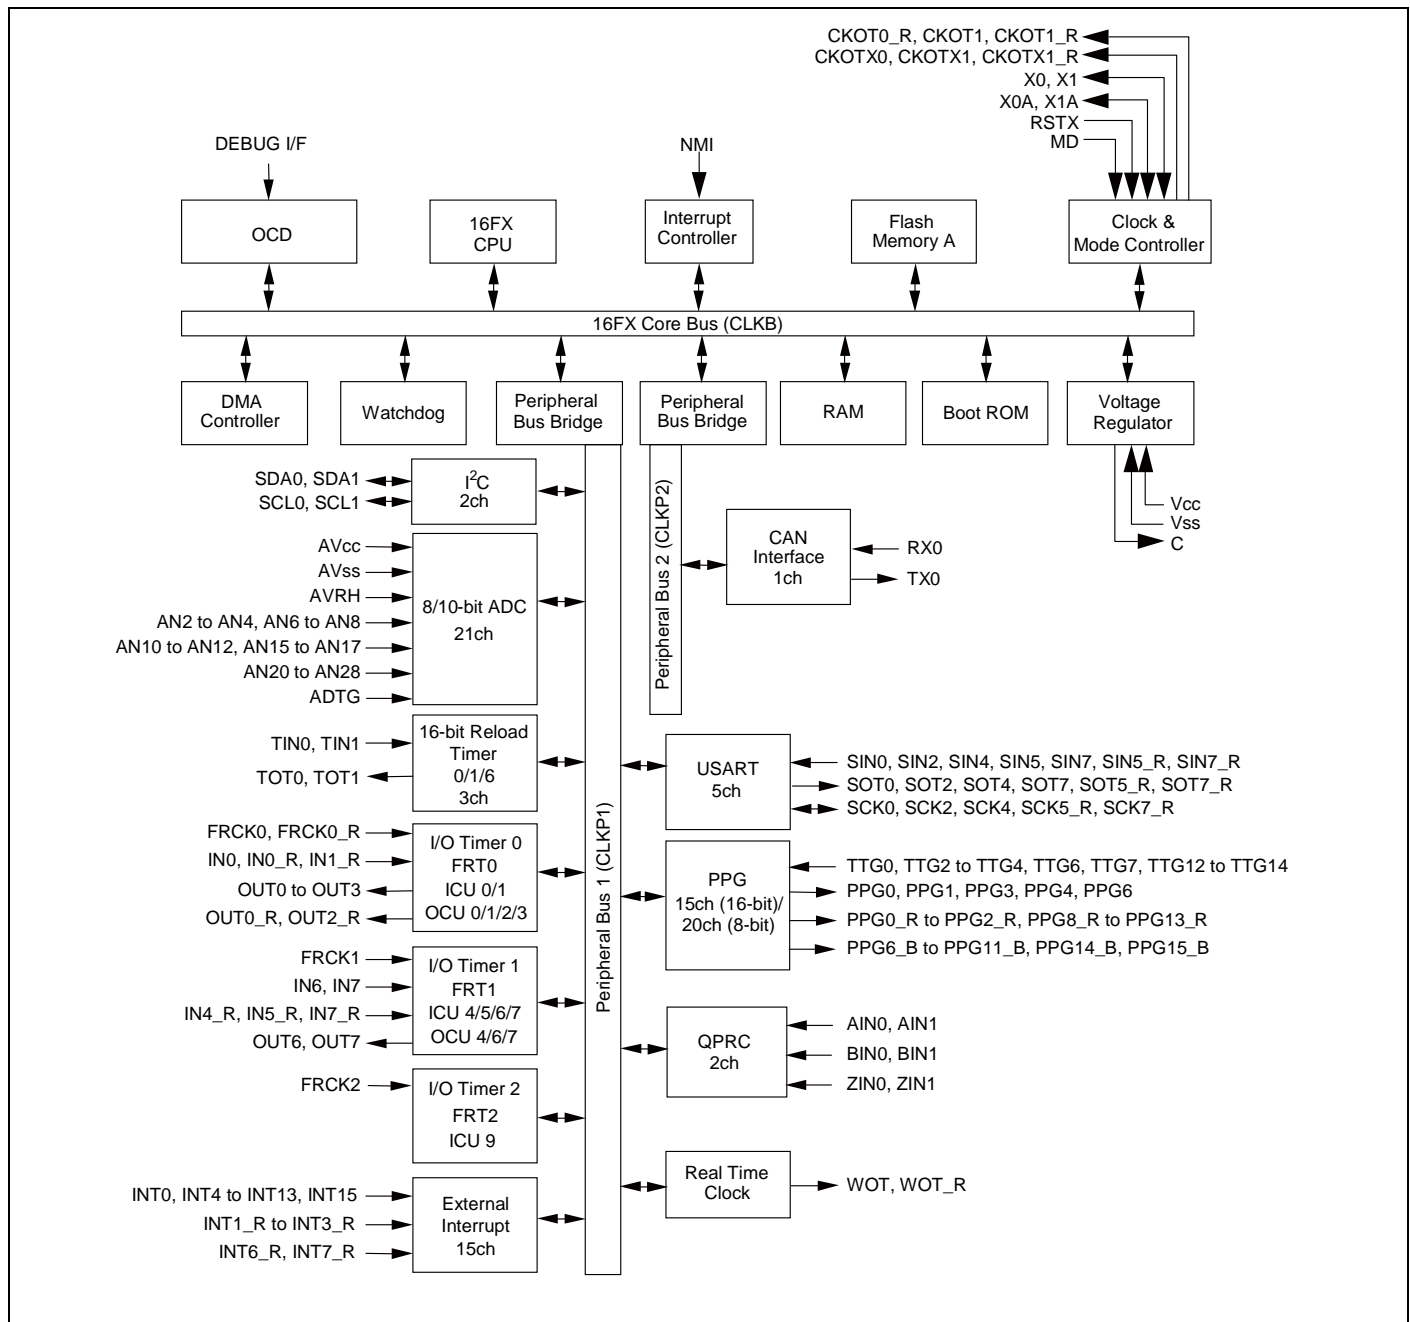 CKOT0_R, CKOT1, CKOT1_R
CKOTX0, CKOTX1, CKOTX1_R
X0, X1
X0A, X1A
RSTX
MD
DEBUG I/F
NMI
OCD
16FX
CPU
Interrupt
Controller
Flash
Memory A
Clock &
Mode Controller
16FX Core Bus (CLKB)
DMA
Controller
Watchdog
Peripheral
Bus Bridge
Peripheral
Bus Bridge
RAM
Boot ROM
Voltage
Regulator
Vcc
Vss
C
SDA0, SDA1
SCL0, SCL1
I²C
2ch
AVcc
AVss
AVRH
AN2 to AN4, AN6 to AN8
AN10 to AN12, AN15 to AN17
AN20 to AN28
ADTG
8/10-bit ADC
21ch
TIN0, TIN1
TOT0, TOT1
16-bit Reload
Timer
0/1/6
3ch
FRCK0, FRCK0_R
IN0, IN0_R, IN1_R
OUT0 to OUT3
OUT0_R, OUT2_R
I/O Timer 0
FRT0
ICU 0/1
OCU 0/1/2/3
FRCK1
IN6, IN7
IN4_R, IN5_R, IN7_R
OUT6, OUT7
I/O Timer 1
FRT1
ICU 4/5/6/7
OCU 4/6/7
FRCK2
I/O Timer 2
FRT2
ICU 9
INT0, INT4 to INT13, INT15
INT1_R to INT3_R
INT6_R, INT7_R
External
Interrupt
15ch
Peripheral Bus 1 (CLKP1)
Peripheral Bus 2 (CLKP2)
CAN
Interface
1ch
RX0
TX0
USART
5ch
SIN0, SIN2, SIN4, SIN5, SIN7, SIN5_R, SIN7_R
SOT0, SOT2, SOT4, SOT7, SOT5_R, SOT7_R
SCK0, SCK2, SCK4, SCK5_R, SCK7_R
PPG
15ch (16-bit)/
20ch (8-bit)
TTG0, TTG2 to TTG4, TTG6, TTG7, TTG12 to TTG14
PPG0, PPG1, PPG3, PPG4, PPG6
PPG0_R to PPG2_R, PPG8_R to PPG13_R
PPG6_B to PPG11_B, PPG14_B, PPG15_B
QPRC
2ch
AIN0, AIN1
BIN0, BIN1
ZIN0, ZIN1
Real Time
Clock
WOT, WOT_R